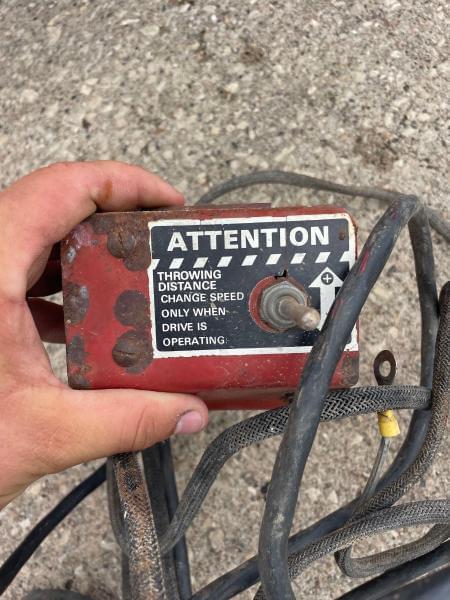 ATTENTION
THROWING
DISTANCE
CHANGE SPEED
ONLY WHEN
DRIVE IS
OPERATING.
+